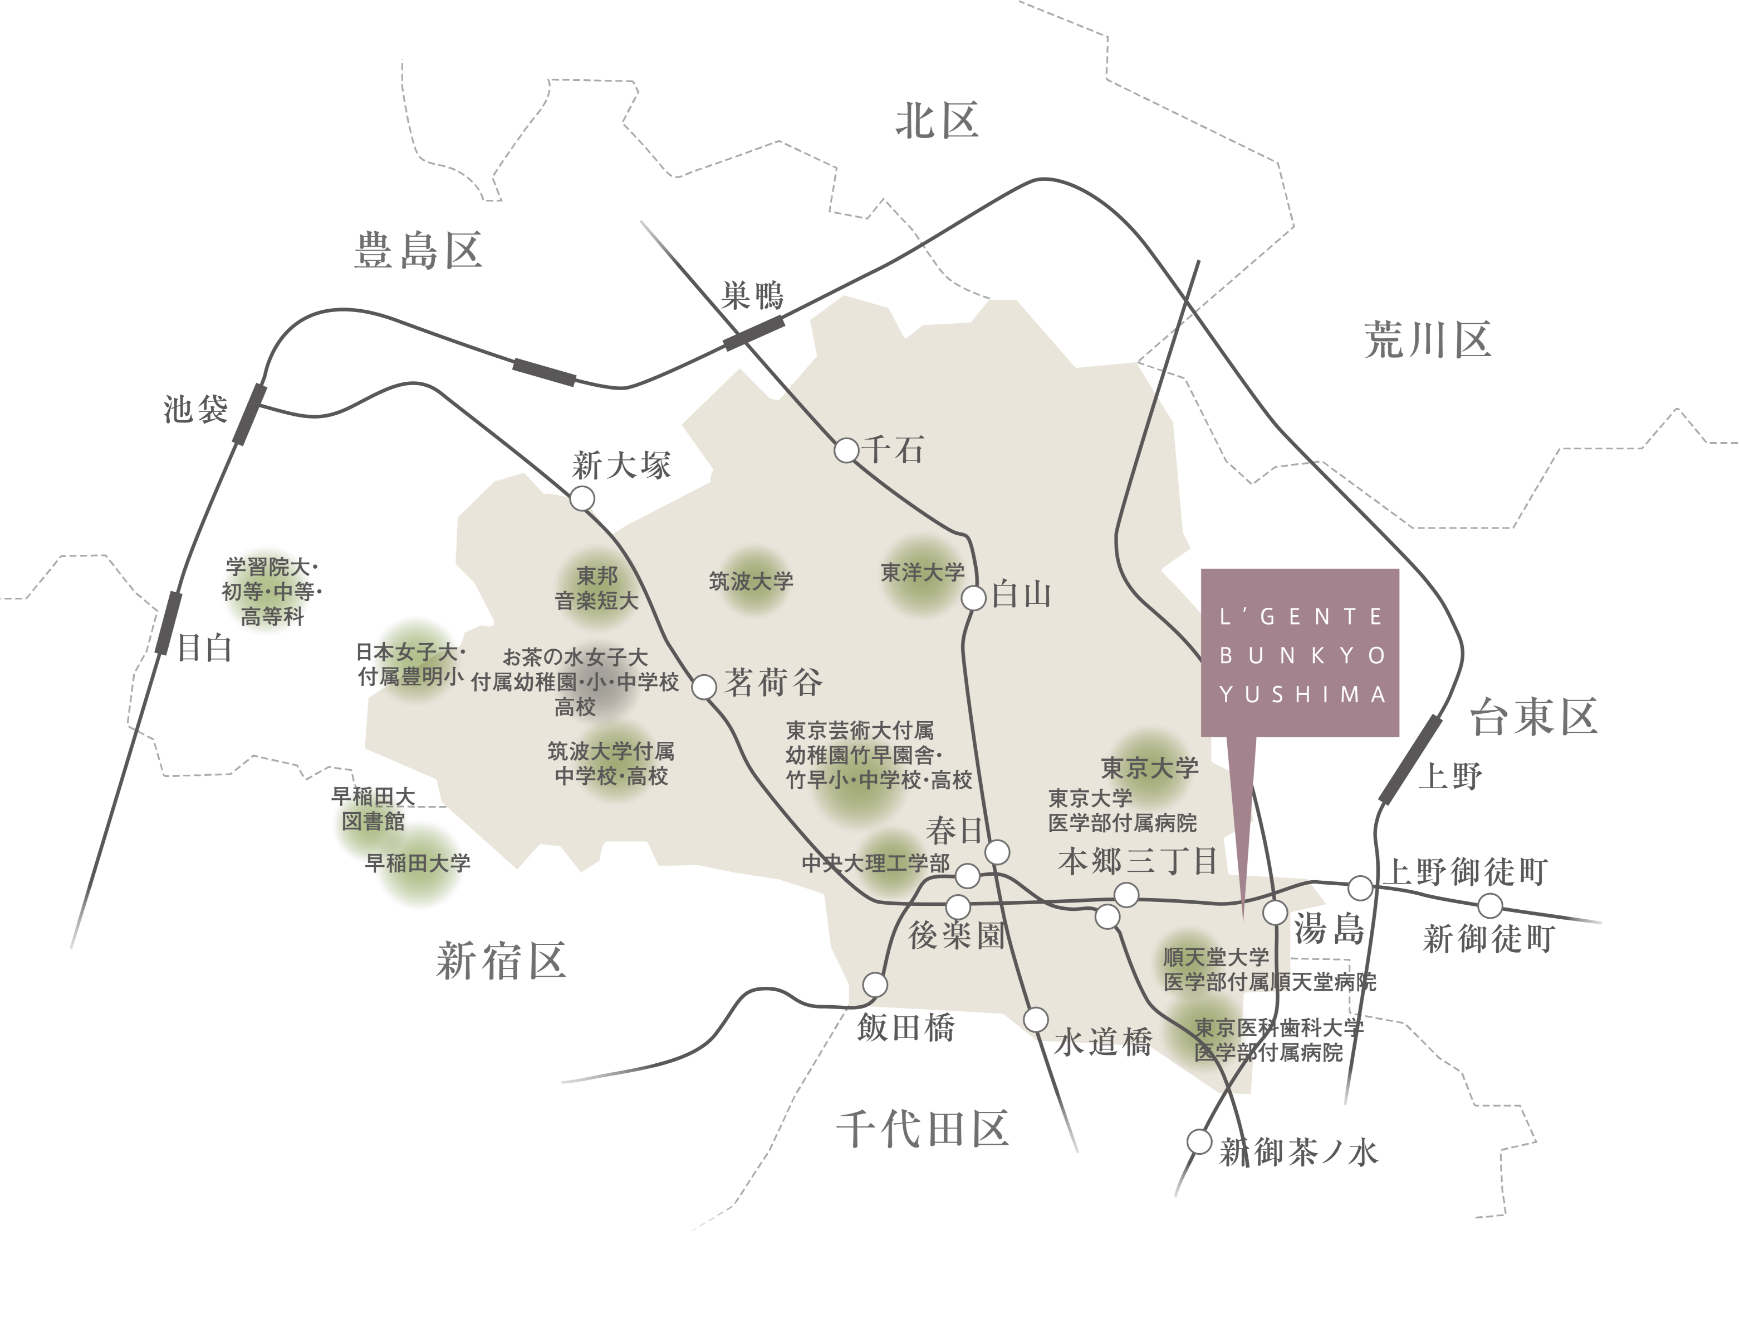 北区
豊島区
巣鴨
荒川区
池袋
千石
新大塚
学習院大・
初等・中等・
高等科
東邦
音楽短大
筑波大学
東洋大学
白山
目白
日本女子大・
付属豊明小
お茶の水女子大
付属幼稚園・小・中学校
高校
茗荷谷
L'GENTE
BUNKYO
YUSHIMA
台東区
筑波大学付属
中学校・高校
東京芸術大付属
幼稚園竹早園舎・
竹早小・中学校・高校
東京大学
上野
早稲田大
図書館
東京大学
医学部付属病院
春日
早稲田大学
中央大理工学部
本郷三丁目
上野御徒町
後楽園
湯島
新御徒町
新宿区
順天堂大学
医学部付属順天堂病院
飯田橋
水道橋
東京医科歯科大学
医学部付属病院
千代田区
新御茶ノ水